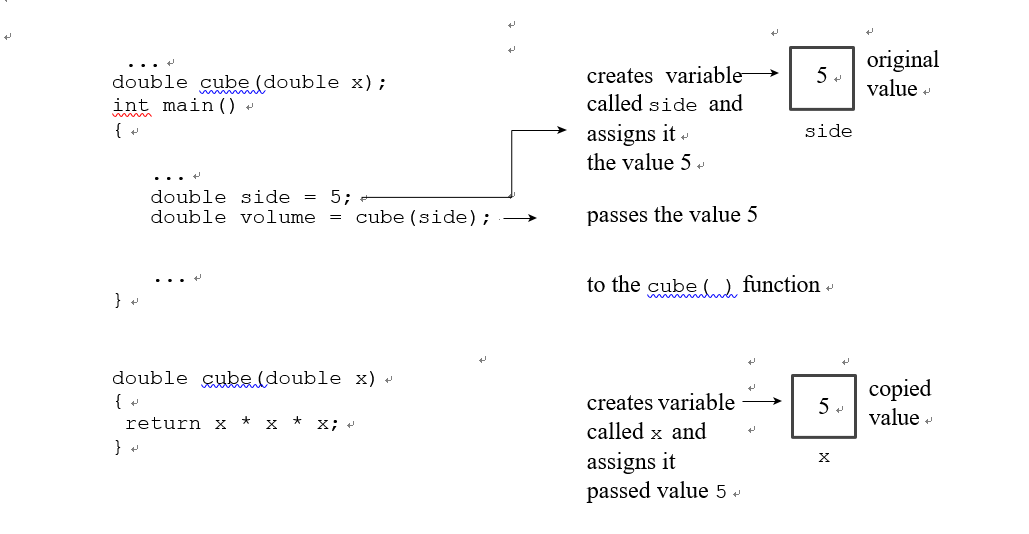 ...
double cube(double x);
int main()
{
...
double side = 5;
double volume = cube(side);
...
}
double cube(double x)
{
return x * x * x;
}
creates variable
called side and
assigns it
the value 5
5
original
value
side
passes the value 5
to the cube( ) function
creates variable
called x and
assigns it
passed value 5
5
copied
value
x